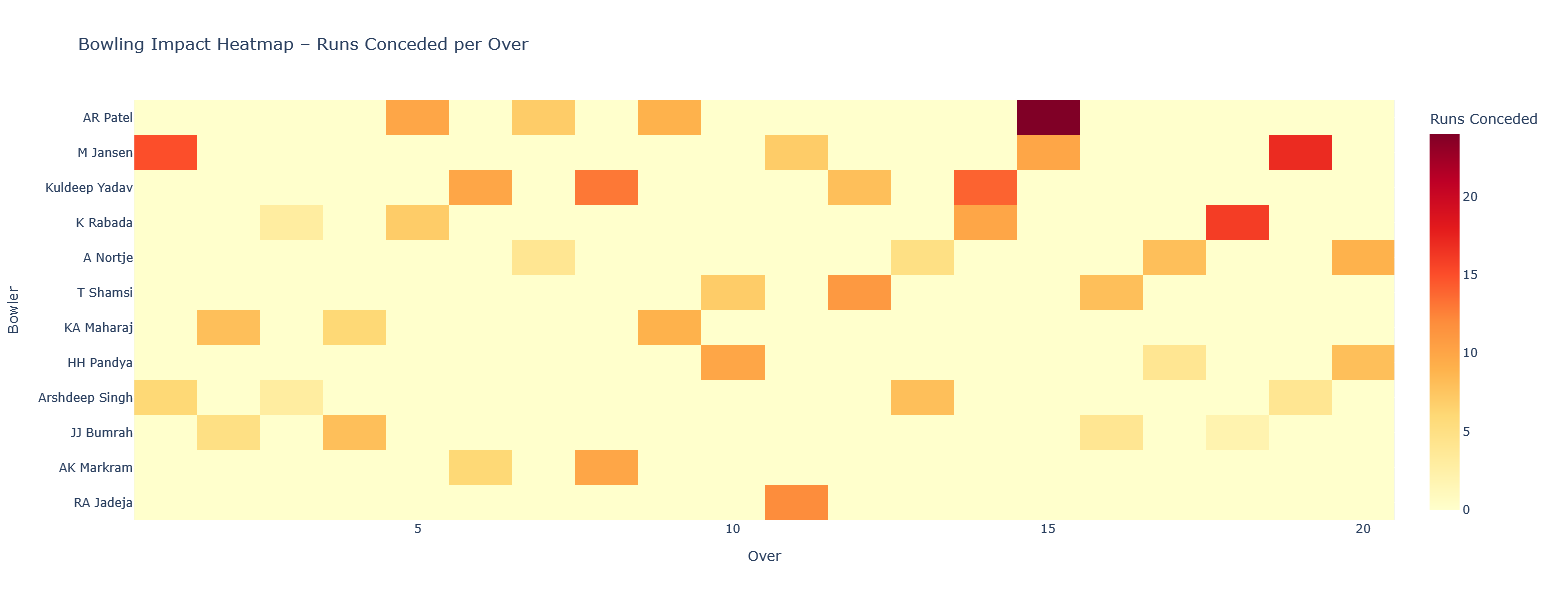 Bowling Impact Heatmap – Runs Conceded per Over
Runs Conceded
AR Patel
M Jansen
Kuldeep Yadav
K Rabada
A Nortje
T Shamsi
KA Maharaj
HH Pandya
Arshdeep Singh
JJ Bumrah
AK Markram
RA Jadeja
Bowler
5
10
15
20
Over
20
15
10
5
0